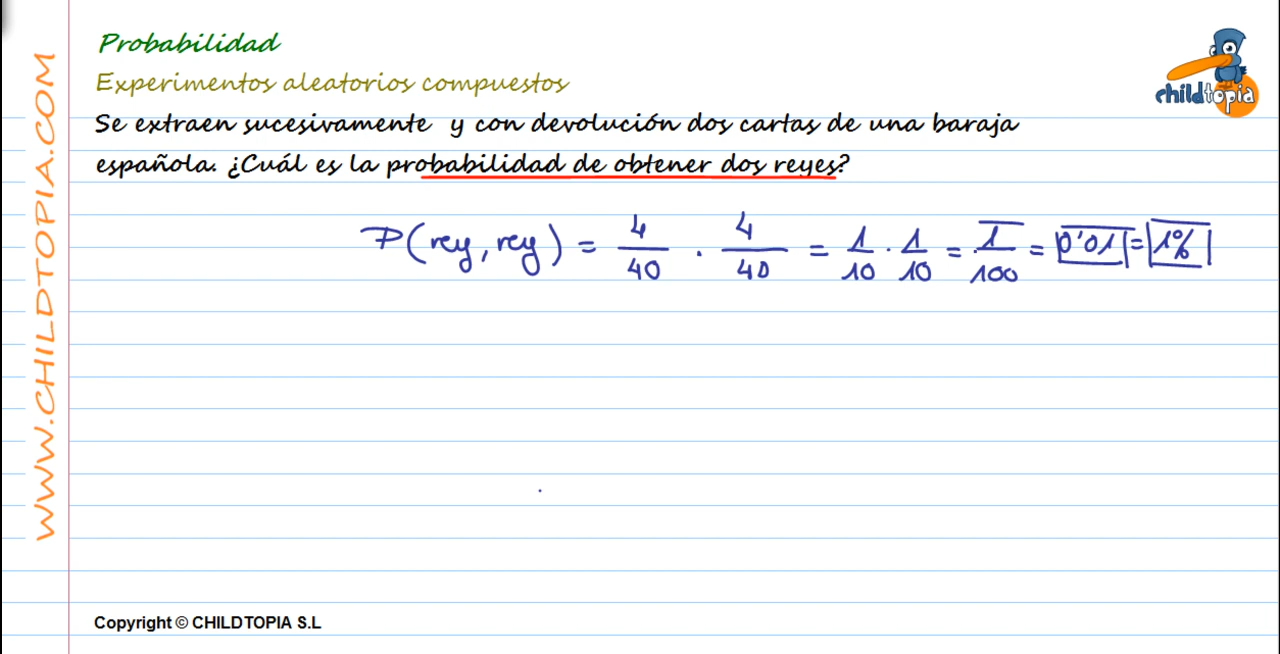 Probabilidad
Experimentos aleatorios compuestos
childtopia
Se extraen sucesivamente y con devolución dos cartas de una baraja
española. ¿Cuál es la probabilidad de obtener dos reyes?
P(rey, rey) = 4/40 · 4/40 = 1/10 · 1/10 = 1/100 = 0'01 = 1%
WWW.CHILDTOPIA.COM
Copyright © CHILDTOPIA S.L